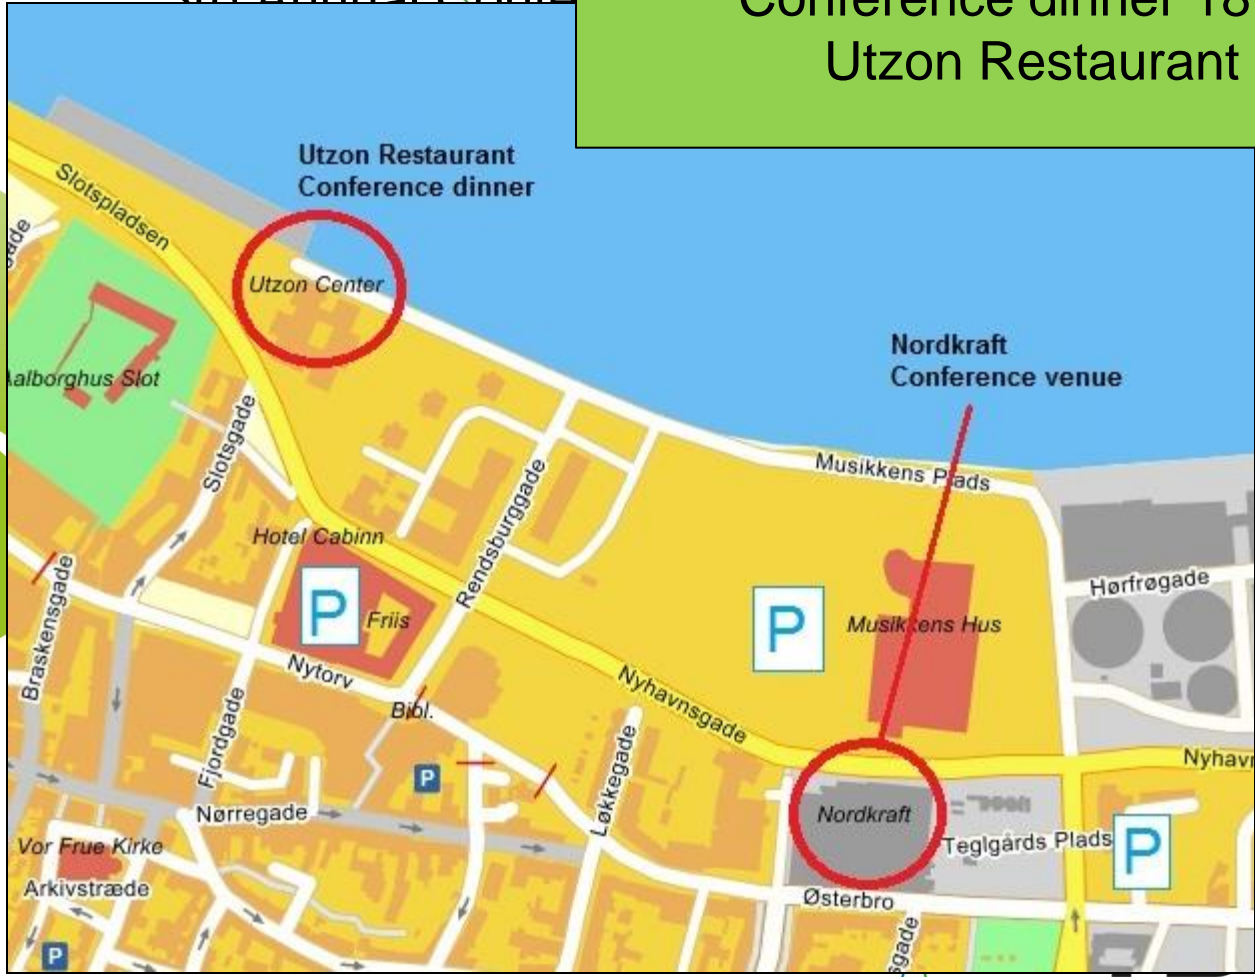 Conference dinner 18
Utzon Restaurant
Utzon Restaurant
Conference dinner
Slotspladsen
Utzon Center
Nordkraft
Conference venue
Aalborghus Slot
Slotsgade
Musikkens Plads
Rendsburggade
Hotel Cabinn
Hørfrøgade
Braskensgade
P
Friis
P
Musikkens Hus
Nytorv
Nyhavnsgade
Bibl.
Fjordgade
Løkkegade
P
Nyhavn
Nørregade
Nordkraft
Vor Frue Kirke
Teglgårds Plads
P
Arkivstræde
Østerbro
P